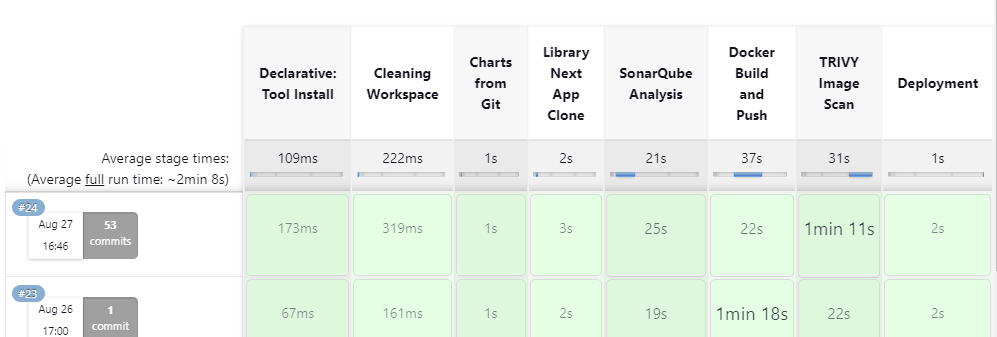 Declarative:
Tool Install
Cleaning
Workspace
Charts
from
Git
Library
Next
App
Clone
SonarQube
Analysis
Docker
Build
and
Push
TRIVY
Image
Scan
Deployment
Average stage times:
(Average full run time: ~2min 8s)
109ms
222ms
1s
2s
21s
37s
31s
1s
#24
Aug 27
16:46
53
commits
173ms
319ms
1s
3s
25s
22s
1min 11s
2s
#23
Aug 26
17:00
1
commit
67ms
161ms
1s
2s
19s
1min 18s
22s
2s